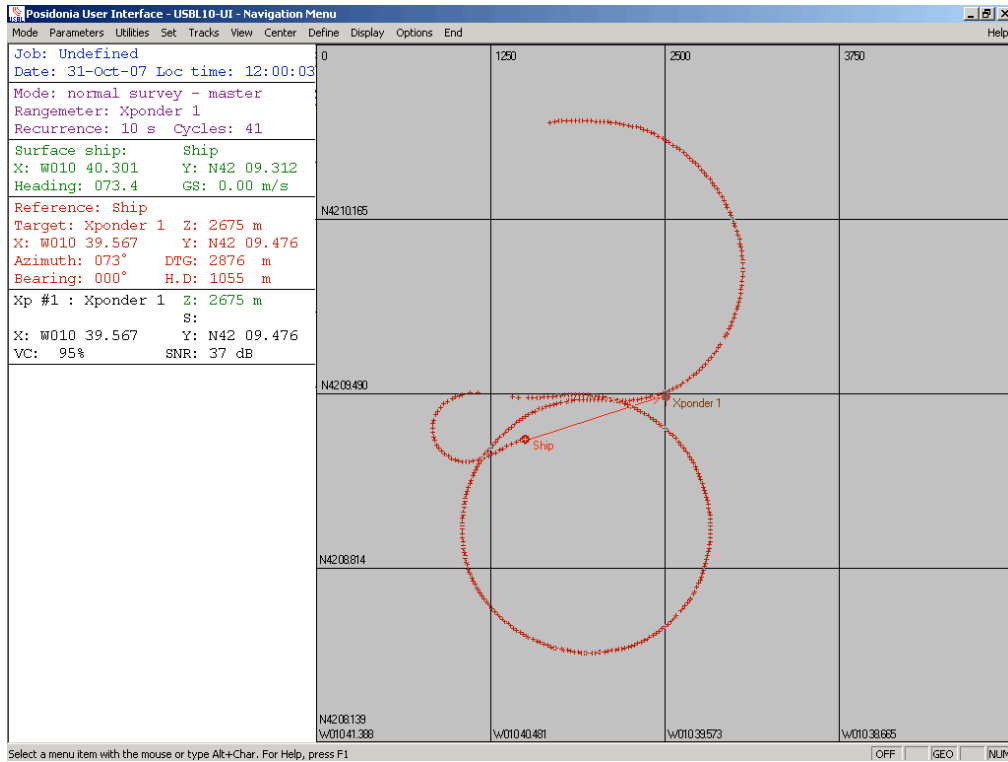 Posidonia User Interface - USBL10-UI - Navigation Menu
Mode Parameters Utilities Set Tracks View Center Define Display Options End Help
Job: Undefined
Date: 31-Oct-07 Loc time: 12:00:03
Mode: normal survey - master
Rangemeter: Xponder 1
Recurrence: 10 s Cycles: 41
Surface ship: Ship
X: W010 40.301 Y: N42 09.312
Heading: 073.4 GS: 0.00 m/s
Reference: Ship
Target: Xponder 1 Z: 2675 m
X: W010 39.567 Y: N42 09.476
Azimuth: 073° DTG: 2876 m
Bearing: 000° H.D: 1055 m
Xp #1 : Xponder 1 Z: 2675 m
S:
X: W010 39.567 Y: N42 09.476
VC: 95% SNR: 37 dB
0 1250 2500 3750
N4210.165
N4209.490
Xponder 1
Ship
N4208.814
N4208.139
W01041.388 W01040.481 W01039.573 W01038.665
Select a menu item with the mouse or type Alt+Char. For Help, press F1
OFF GEO NUM